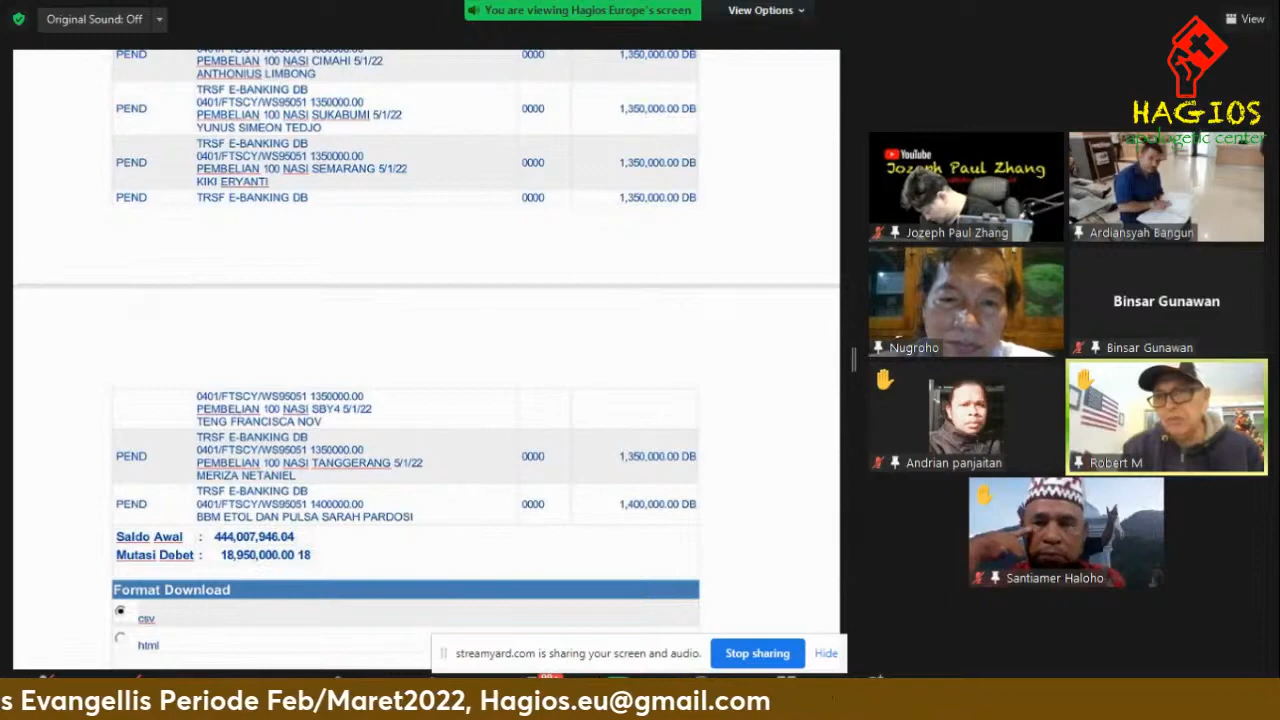 Original Sound: Off
You are viewing Hagios Europe's screen
View Options
View
HAGIOS
apologetic center
PEND
PEMBELIAN 100 NASI CIMAHI 5/1/22
ANTHONIUS LIMBONG
0000
1,350,000.00 DB
TRSF E-BANKING DB
PEND
0401/FTSCY/WS95051 1350000.00
PEMBELIAN 100 NASI SUKABUMI 5/1/22
YUNUS SIMEON TEDJO
0000
1,350,000.00 DB
TRSF E-BANKING DB
PEND
0401/FTSCY/WS95051 1350000.00
PEMBELIAN 100 NASI SEMARANG 5/1/22
KIKI ERYANTI
0000
1,350,000.00 DB
PEND
TRSF E-BANKING DB
0000
1,350,000.00 DB
0401/FTSCY/WS95051 1350000.00
PEMBELIAN 100 NASI SBY4 5/1/22
TENG FRANCISCA NOV
TRSF E-BANKING DB
PEND
0401/FTSCY/WS95051 1350000.00
PEMBELIAN 100 NASI TANGGERANG 5/1/22
MERIZA NETANIEL
0000
1,350,000.00 DB
TRSF E-BANKING DB
PEND
0401/FTSCY/WS95051 1400000.00
BBM ETOL DAN PULSA SARAH PARDOSI
0000
1,400,000.00 DB
Saldo Awal : 444,007,946.04
Mutasi Debet : 18,950,000.00 18
Format Download
csv
html
YouTube
Jozeph Paul Zhang
Jozeph Paul Zhang
Ardiansyah Bangun
Nugroho
Binsar Gunawan
Binsar Gunawan
Andrian panjaitan
Robert M
Santiamer Haloho
streamyard.com is sharing your screen and audio.
Stop sharing
Hide
s Evangellis Periode Feb/Maret2022, Hagios.eu@gmail.com